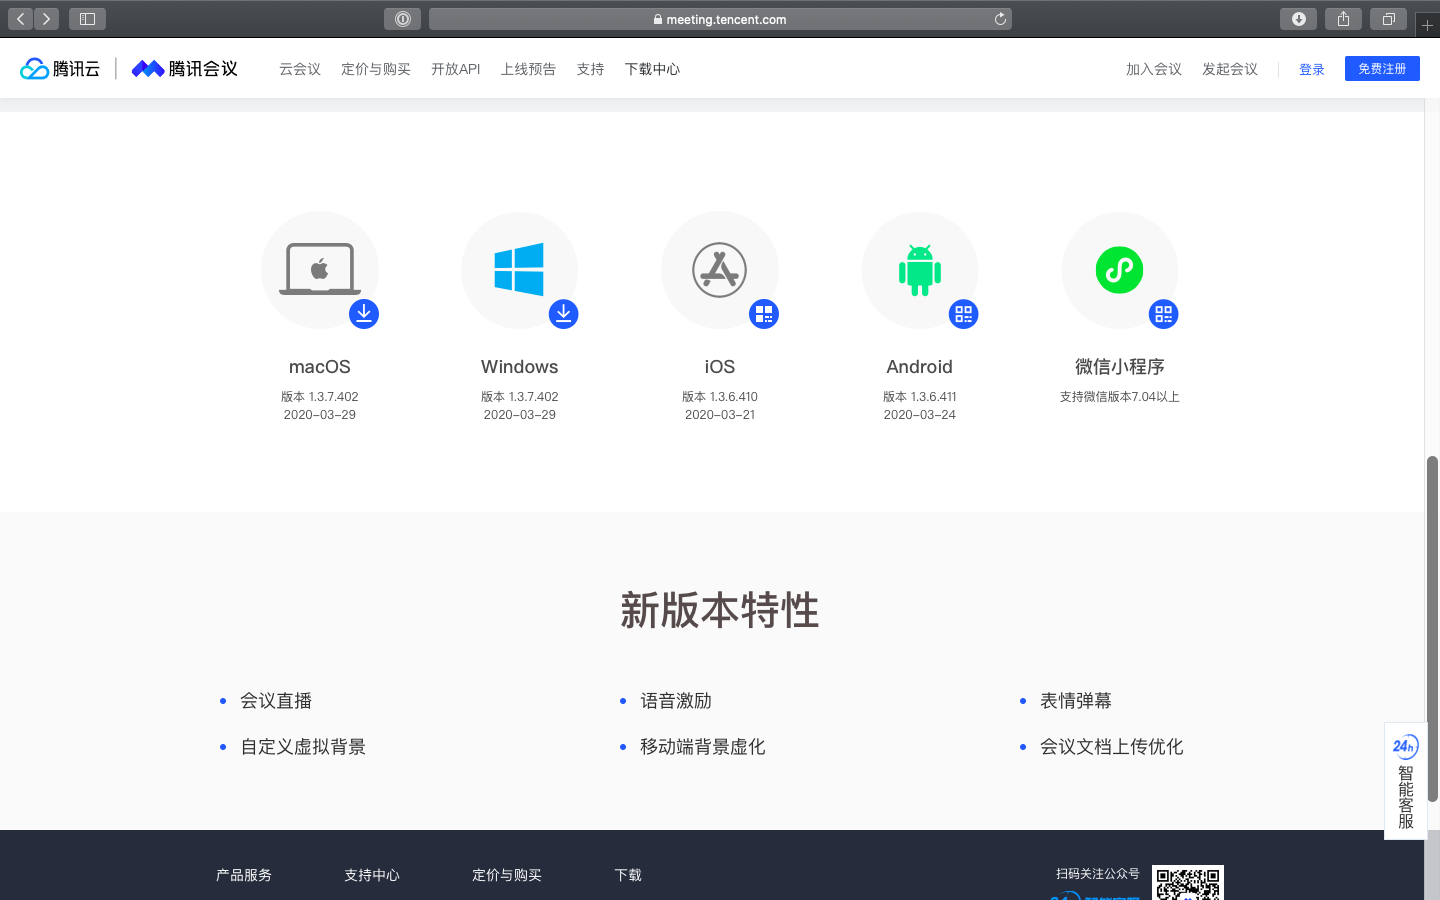 meeting.tencent.com
腾讯云 腾讯会议 云会议 定价与购买 开放API 上线预告 支持 下载中心 加入会议 发起会议 登录 免费注册
macOS
版本 1.3.7.402
2020-03-29
Windows
版本 1.3.7.402
2020-03-29
iOS
版本 1.3.6.410
2020-03-21
Android
版本 1.3.6.411
2020-03-24
微信小程序
支持微信版本7.04以上
新版本特性
会议直播
语音激励
表情弹幕
自定义虚拟背景
移动端背景虚化
会议文档上传优化
24h
智能客服
产品服务 支持中心 定价与购买 下载
扫码关注公众号